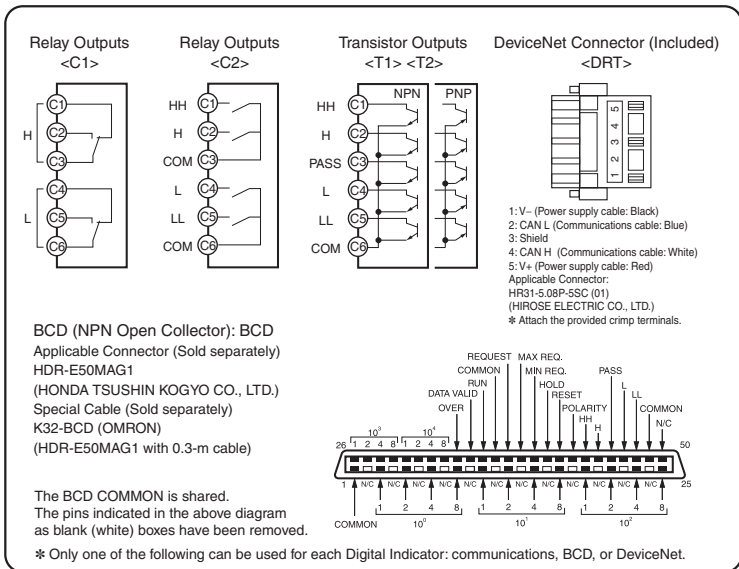 Relay Outputs
<C1>
H
L
C1
C2
C3
C4
C5
C6
Relay Outputs
<C2>
HH
H
COM
L
LL
COM
C1
C2
C3
C4
C5
C6
Transistor Outputs
<T1> <T2>
NPN
PNP
HH
H
PASS
L
LL
COM
C1
C2
C3
C4
C5
C6
DeviceNet Connector (Included)
<DRT>
1 2 3 4 5
1: V− (Power supply cable: Black)
2: CAN L (Communications cable: Blue)
3: Shield
4: CAN H (Communications cable: White)
5: V+ (Power supply cable: Red)
Applicable Connector:
HR31-5.08P-5SC (01)
(HIROSE ELECTRIC CO., LTD.)
✽ Attach the provided crimp terminals.
BCD (NPN Open Collector): BCD
Applicable Connector (Sold separately)
HDR-E50MAG1
(HONDA TSUSHIN KOGYO CO., LTD.)
Special Cable (Sold separately)
K32-BCD (OMRON)
(HDR-E50MAG1 with 0.3-m cable)
The BCD COMMON is shared.
The pins indicated in the above diagram
as blank (white) boxes have been removed.
REQUEST MAX REQ.
COMMON MIN REQ. PASS
RUN HOLD L
DATA VALID RESET LL
OVER POLARITY COMMON
HH N/C
H
10³ 10⁴
26 1 2 4 8 1 2 4 8 50
1 N/C N/C N/C N/C N/C N/C N/C N/C N/C N/C N/C N/C 25
1 2 4 8 1 2 4 8 1 2 4 8
COMMON 10⁰ 10¹ 10²
✽ Only one of the following can be used for each Digital Indicator: communications, BCD, or DeviceNet.